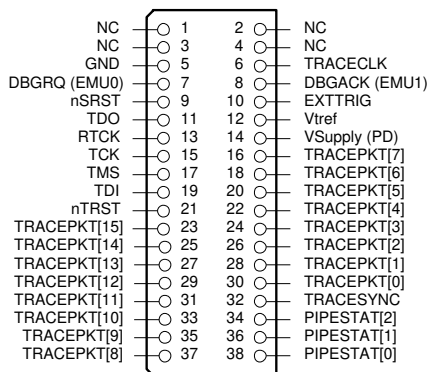 NC 1 2 NC
NC 3 4 NC
GND 5 6 TRACECLK
DBGRQ (EMU0) 7 8 DBGACK (EMU1)
nSRST 9 10 EXTTRIG
TDO 11 12 Vtref
RTCK 13 14 VSupply (PD)
TCK 15 16 TRACEPKT[7]
TMS 17 18 TRACEPKT[6]
TDI 19 20 TRACEPKT[5]
nTRST 21 22 TRACEPKT[4]
TRACEPKT[15] 23 24 TRACEPKT[3]
TRACEPKT[14] 25 26 TRACEPKT[2]
TRACEPKT[13] 27 28 TRACEPKT[1]
TRACEPKT[12] 29 30 TRACEPKT[0]
TRACEPKT[11] 31 32 TRACESYNC
TRACEPKT[10] 33 34 PIPESTAT[2]
TRACEPKT[9] 35 36 PIPESTAT[1]
TRACEPKT[8] 37 38 PIPESTAT[0]